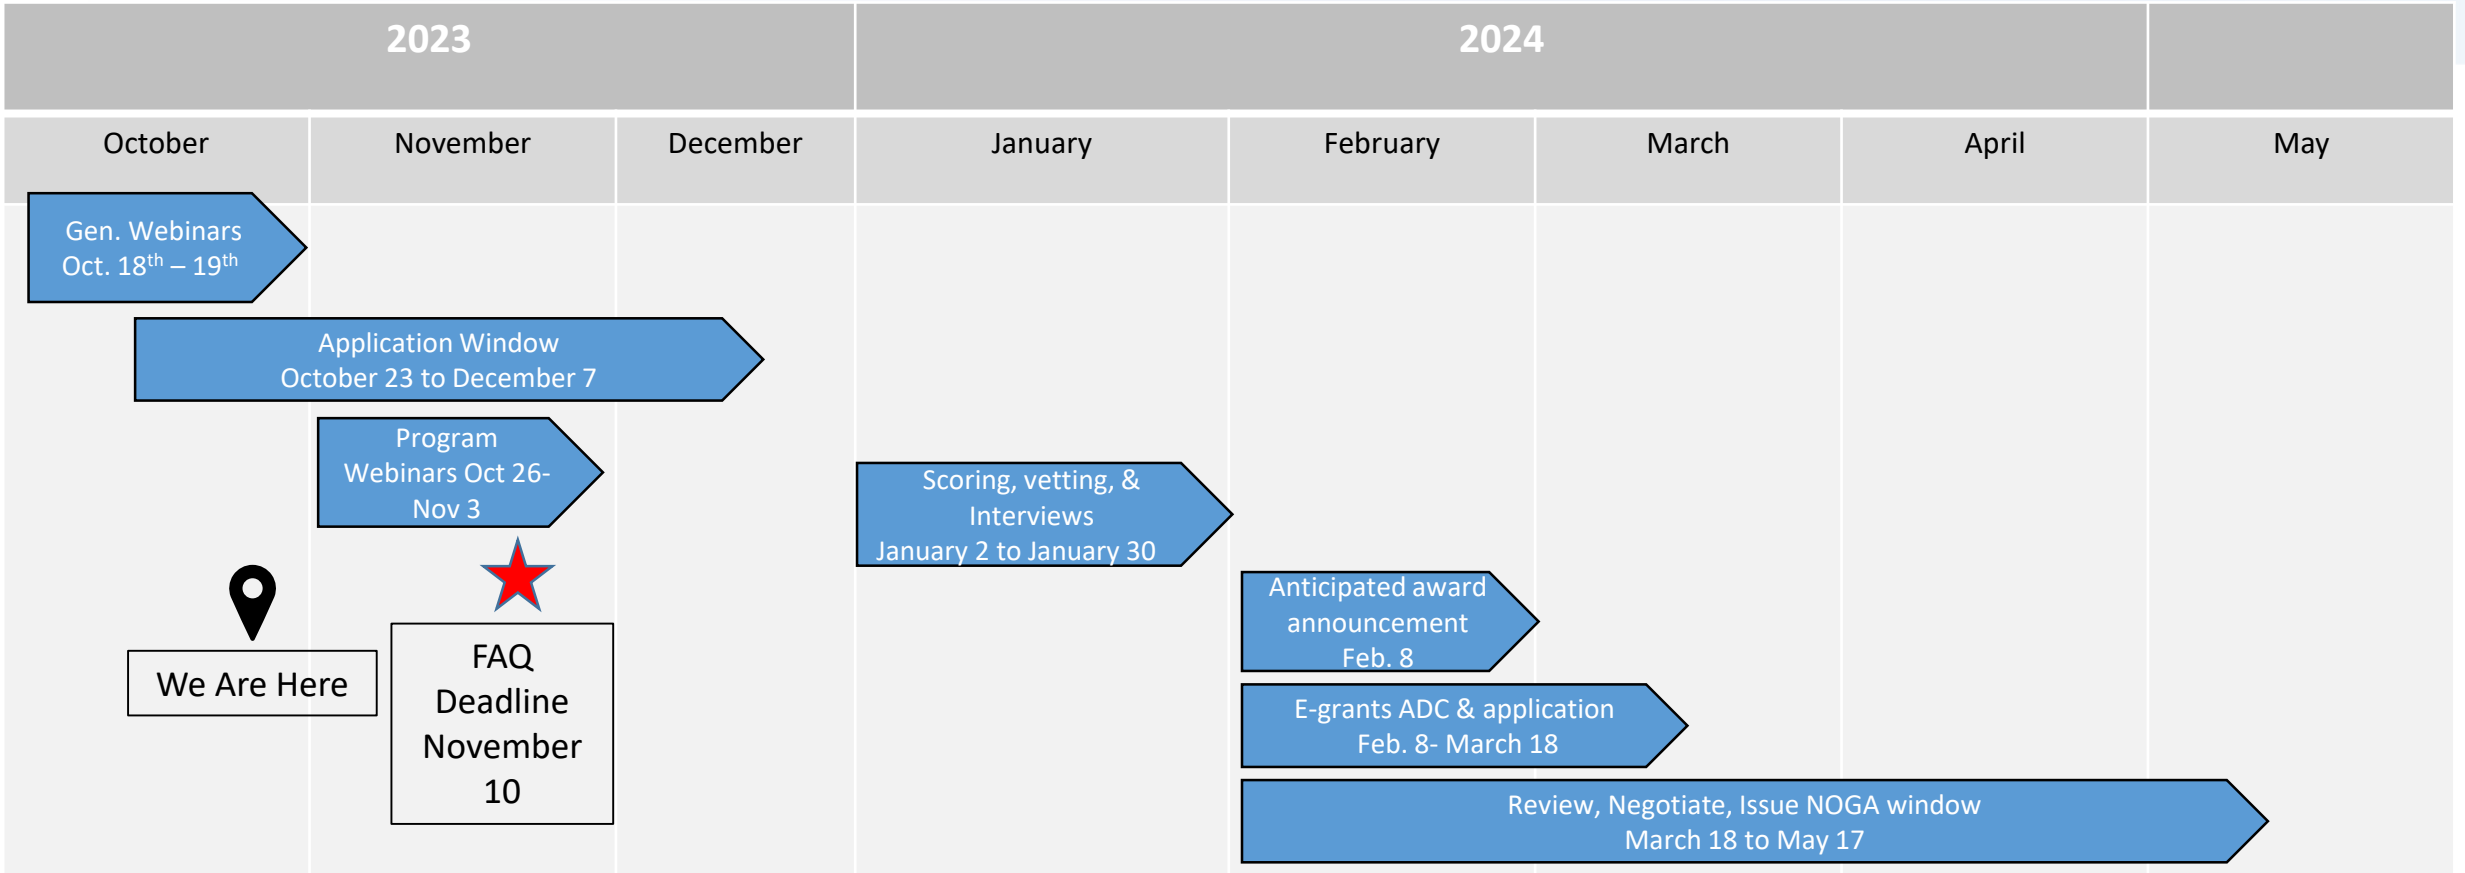 2023
2024
October
November
December
January
February
March
April
May
Gen. Webinars
Oct. 18th – 19th
Application Window
October 23 to December 7
Program
Webinars Oct 26-
Nov 3
Scoring, vetting, &
Interviews
January 2 to January 30
We Are Here
FAQ
Deadline
November
10
Anticipated award
announcement
Feb. 8
E-grants ADC & application
Feb. 8- March 18
Review, Negotiate, Issue NOGA window
March 18 to May 17